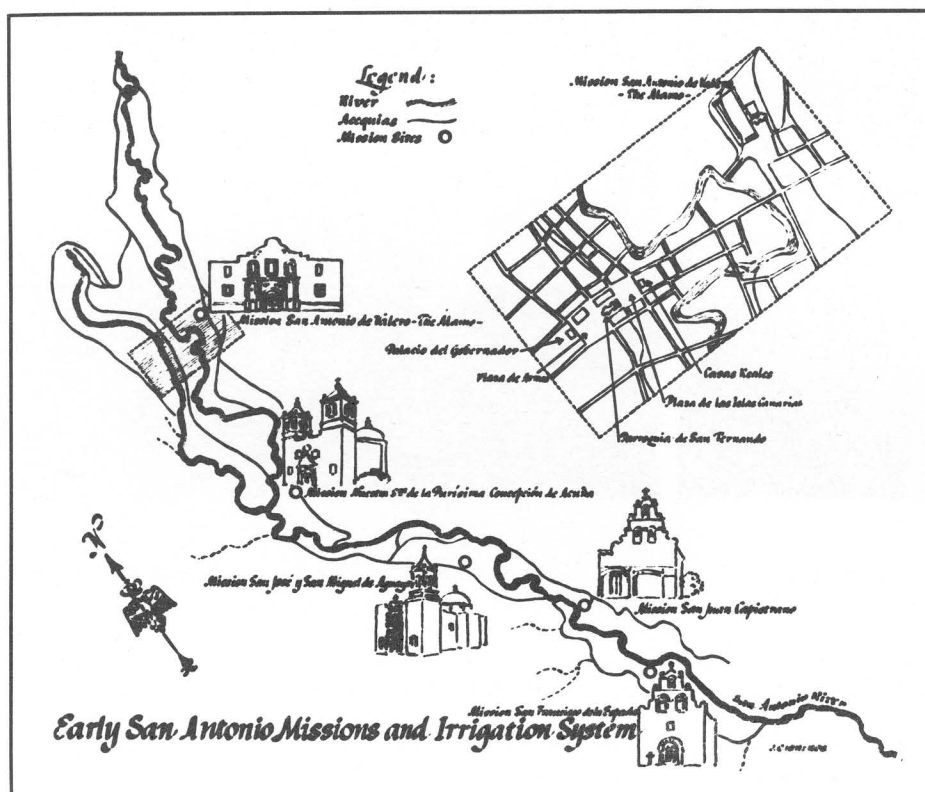 Legend:
River
Acequias
Mission Sites
Mission San Antonio de Valero
-The Alamo-
Mission San Antonio de Valero-The Alamo-
Palacio del Gobernador
Plaza de Armas
Casas Reales
Plaza de las Islas Canarias
Parroquia de San Fernando
Mission Nuestra Sra de la Purísima Concepción de Acuña
N
Mission San José y San Miguel de Aguayo
Mission San Juan Capistrano
Mission San Francisco de la Espada
San Antonio River
Early San Antonio Missions and Irrigation System